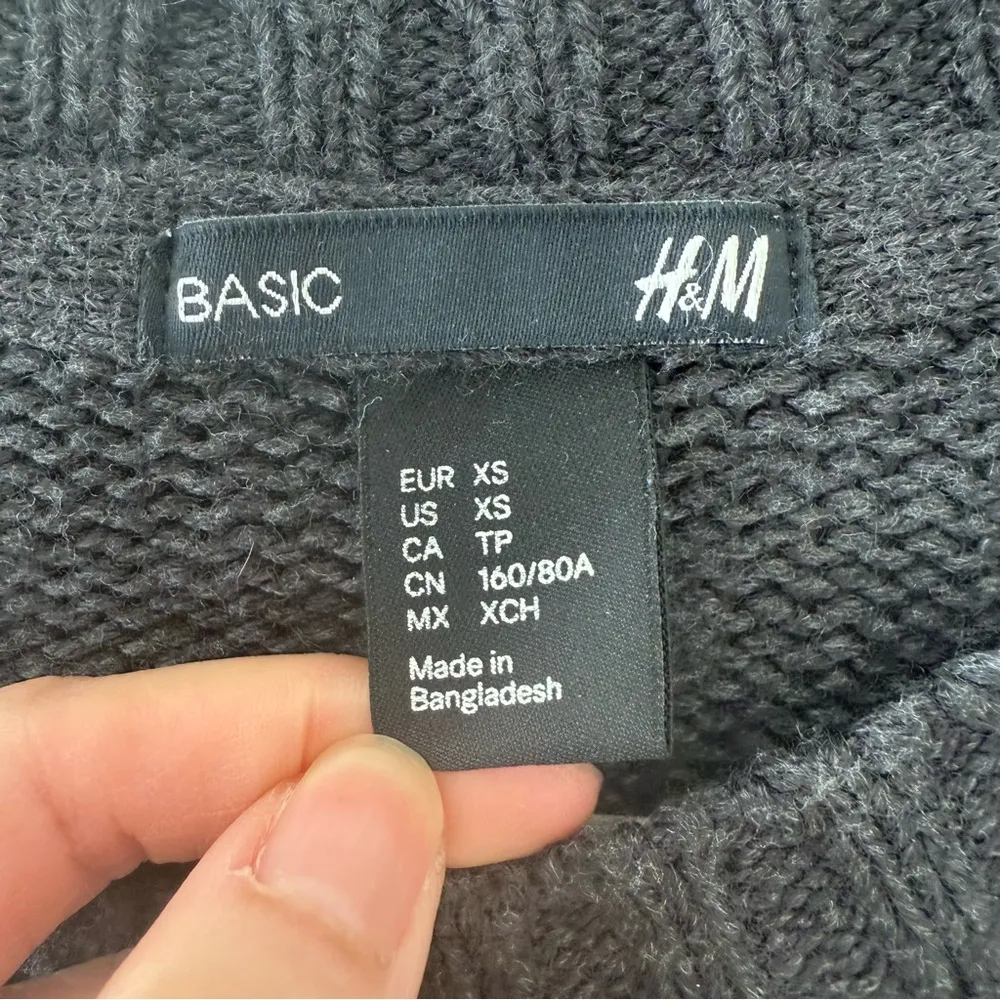 BASIC H&M
EUR XS
US XS
CA TP
CN 160/80A
MX XCH
Made in
Bangladesh